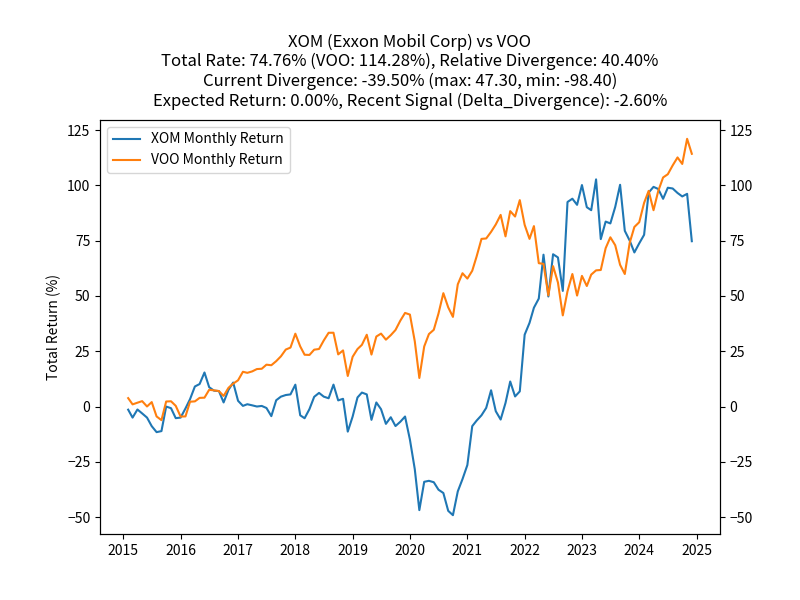 XOM (Exxon Mobil Corp) vs VOO
Total Rate: 74.76% (VOO: 114.28%), Relative Divergence: 40.40%
Current Divergence: -39.50% (max: 47.30, min: -98.40)
Expected Return: 0.00%, Recent Signal (Delta_Divergence): -2.60%
XOM Monthly Return
VOO Monthly Return
Total Return (%)
125
100
75
50
25
0
−25
−50
125
100
75
50
25
0
−25
−50
2015 2016 2017 2018 2019 2020 2021 2022 2023 2024 2025